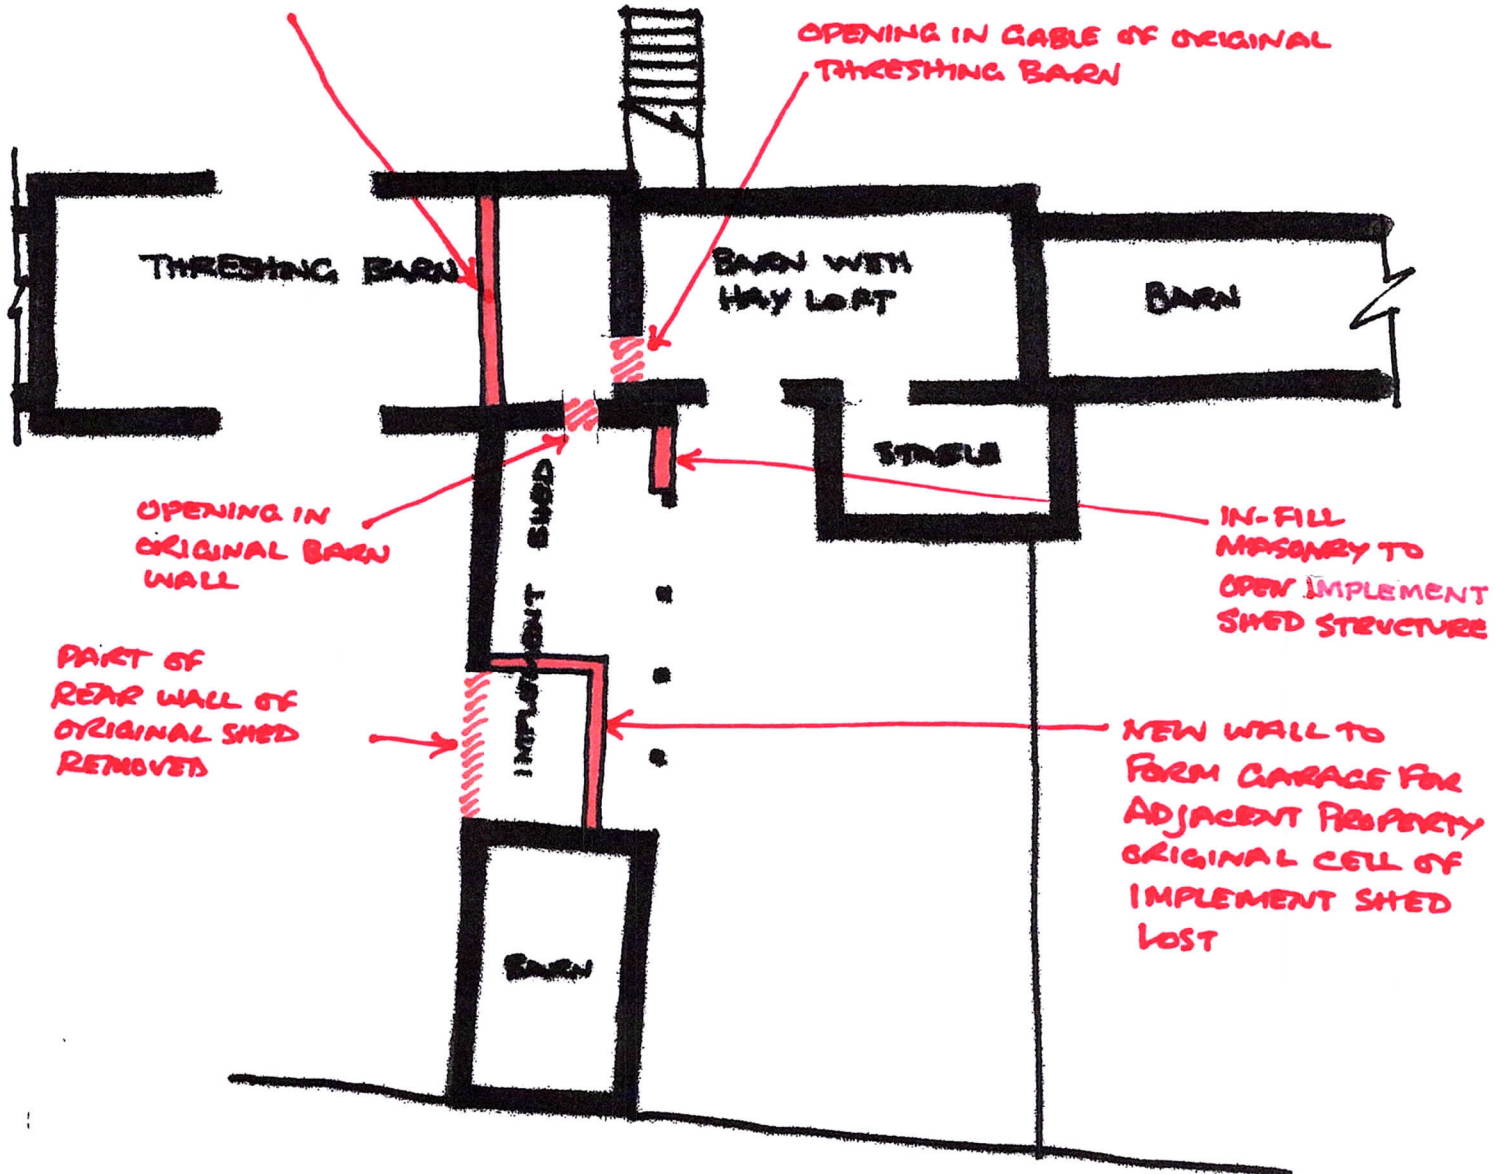 OPENING IN GABLE OF ORIGINAL
THRESHING BARN
THRESHING BARN
BARN WITH
HAY LOFT
BARN
STABLE
IMPLEMENT SHED
OPENING IN
ORIGINAL BARN
WALL
IN-FILL
MASONRY TO
OPEN IMPLEMENT
SHED STRUCTURE
PART OF
REAR WALL OF
ORIGINAL SHED
REMOVED
NEW WALL TO
FORM GARAGE FOR
ADJACENT PROPERTY
ORIGINAL CELL OF
IMPLEMENT SHED
LOST
BARN